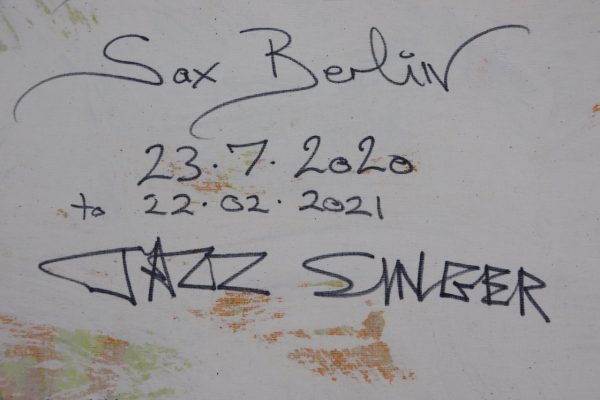 Sax Berlin
23.7.2020
to 22.02.2021
JAZZ SINGER